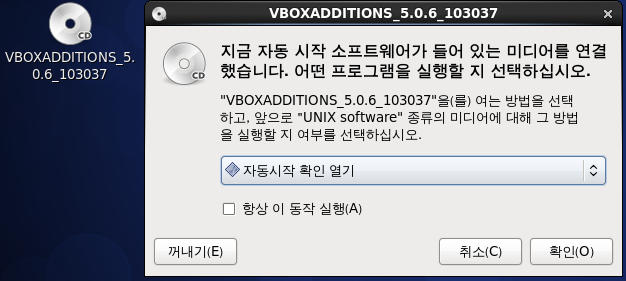 VBOXADDITIONS_5.
0.6_103037
VBOXADDITIONS_5.0.6_103037
CD
CD
지금 자동 시작 소프트웨어가 들어 있는 미디어를 연결
했습니다. 어떤 프로그램을 실행할 지 선택하십시오.
"VBOXADDITIONS_5.0.6_103037"을(를) 여는 방법을 선택
하고, 앞으로 "UNIX software" 종류의 미디어에 대해 그 방법
을 실행할 지 여부를 선택하십시오.
자동시작 확인 열기
항상 이 동작 실행(A)
꺼내기(E)
취소(C)
확인(O)